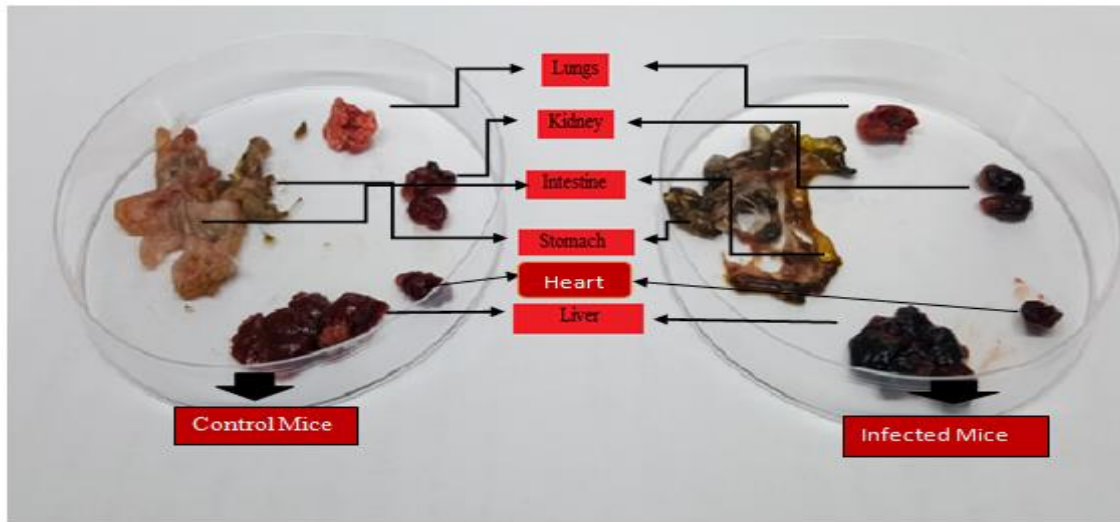 Lungs
Kidney
Intestine
Stomach
Heart
Liver
Control Mice
Infected Mice